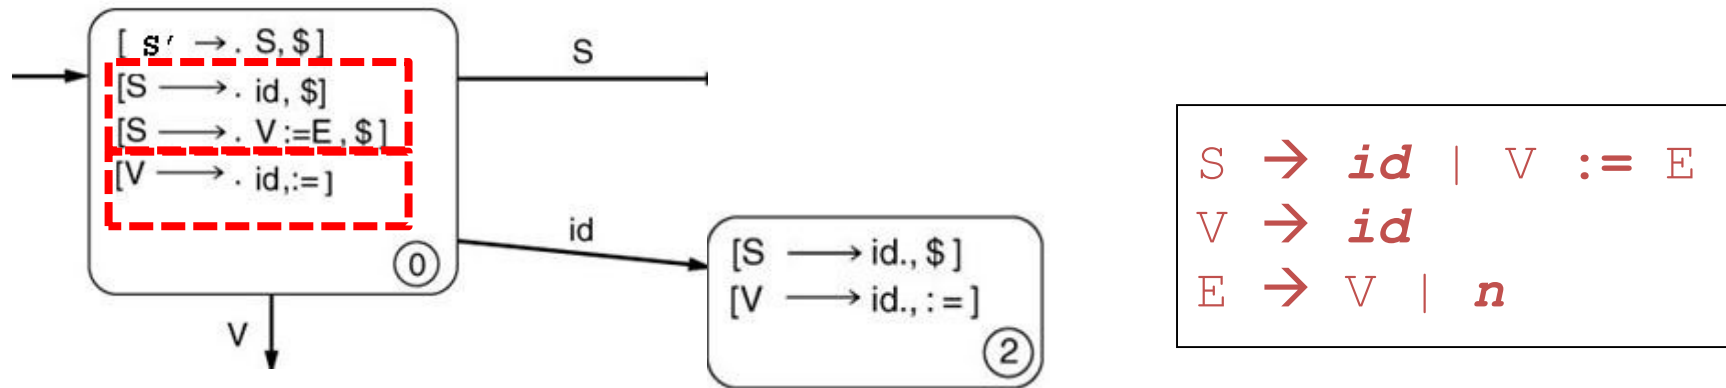 [ S' → . S, $ ]
[S → . id, $]
[S → . V :=E , $ ]
[V → . id,:= ]
0
S
id
V
[S → id., $ ]
[V → id., : = ]
2
S → id | V := E
V → id
E → V | n